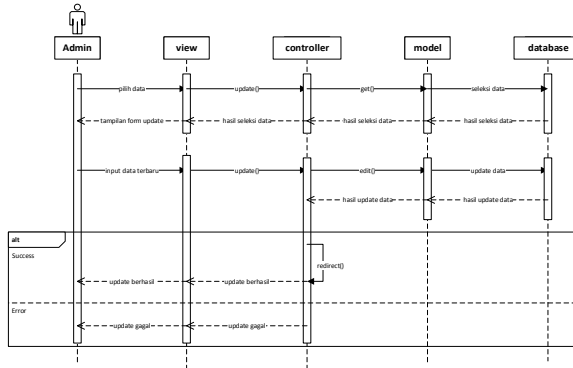 Admin view controller model database
pilih data update() get() seleksi data
tampilan form update hasil seleksi data hasil seleksi data hasil seleksi data
input data terbaru update() edit() update data
hasil update data hasil update data
alt
Success
redirect()
update berhasil update berhasil
Error
update gagal update gagal